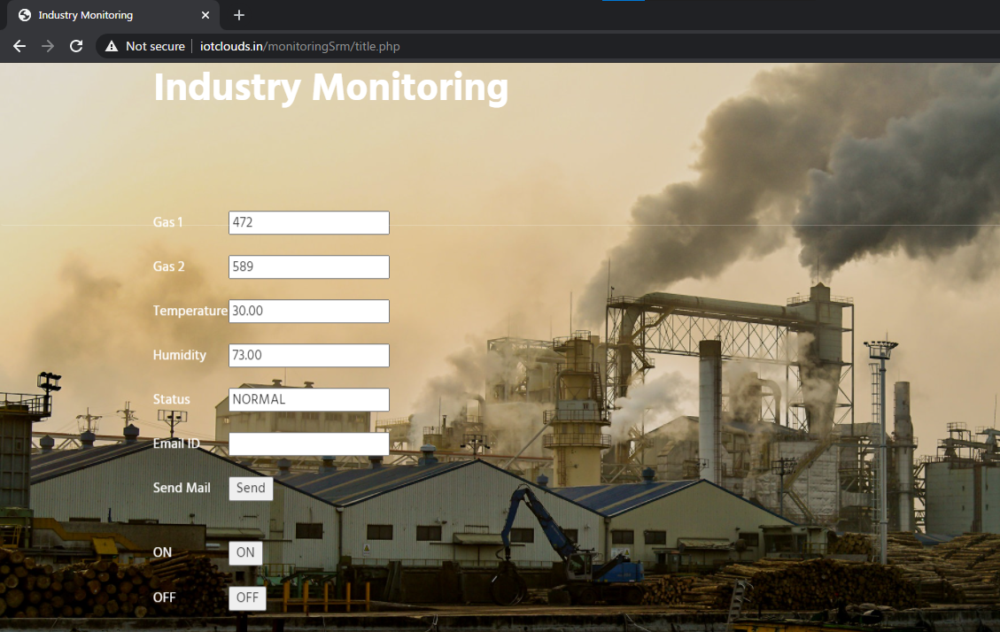 Industry Monitoring
Not secure iotclouds.in/monitoringSrm/title.php
Industry Monitoring
Gas 1 472
Gas 2 589
Temperature 30.00
Humidity 73.00
Status NORMAL
Email ID
Send Mail Send
ON ON
OFF OFF